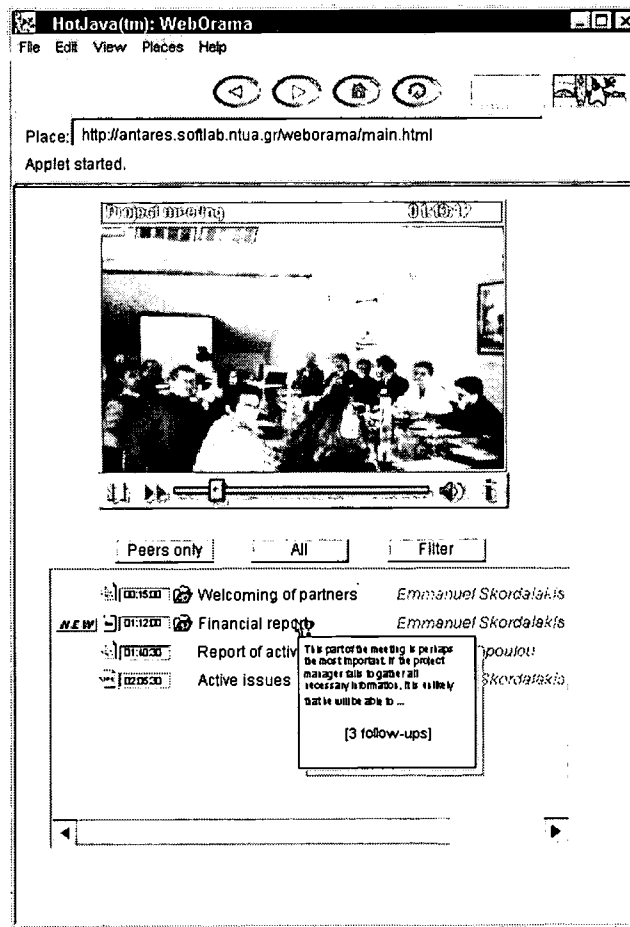 HotJava(tm): WebOrama
File Edit View Places Help
Place: http://antares.softlab.ntua.gr/weborama/main.html
Applet started.
Project meeting
Peers only All Filter
00:15:00 Welcoming of partners Emmanuel Skordalakis
NEW 01:12:00 Financial report Emmanuel Skordalakis
01:40:30 Report of activ poulou
02:05:30 Active issues Skordalakis
This part of the meeting is perhaps
the most important. If the project
manager fails to gather all
necessary information, it is unlikely
that he will be able to ...
[3 follow-ups]